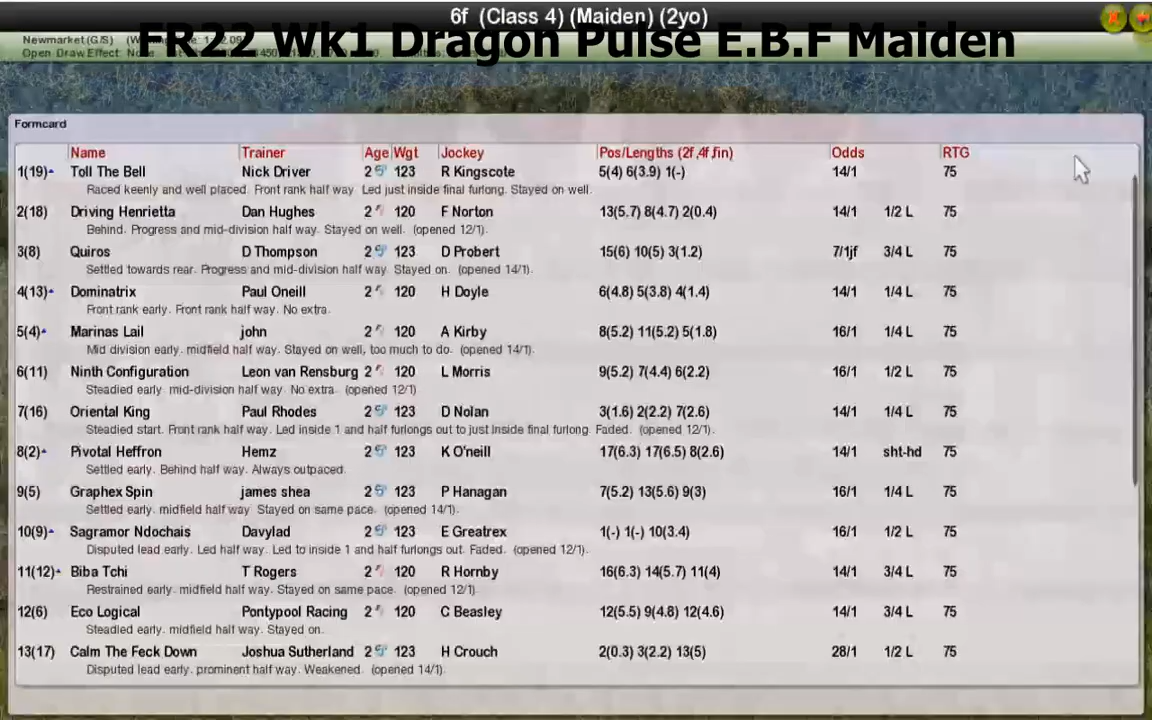 6f (Class 4) (Maiden) (2yo)
FR22 Wk1 Dragon Pulse E.B.F Maiden
Newmarket(G/S)
Open Draw Effect:
Formcard
Name Trainer Age Wgt Jockey Pos/Lengths (2f,4f,fin) Odds RTG
1(19) Toll The Bell Nick Driver 2 123 R Kingscote 5(4) 6(3.9) 1(-) 14/1 75
Raced keenly and well placed. Front rank half way. Led just inside final furlong. Stayed on well.
2(18) Driving Henrietta Dan Hughes 2 120 F Norton 13(5.7) 8(4.7) 2(0.4) 14/1 1/2 L 75
Behind. Progress and mid-division half way. Stayed on well. (opened 12/1).
3(8) Quiros D Thompson 2 123 D Probert 15(6) 10(5) 3(1.2) 7/1jf 3/4 L 75
Settled towards rear. Progress and mid-division half way. Stayed on. (opened 14/1).
4(13) Dominatrix Paul Oneill 2 120 H Doyle 6(4.8) 5(3.8) 4(1.4) 14/1 1/4 L 75
Front rank early. Front rank half way. No extra.
5(4) Marinas Lail john 2 120 A Kirby 8(5.2) 11(5.2) 5(1.8) 16/1 1/4 L 75
Mid division early. midfield half way. Stayed on well, too much to do. (opened 14/1).
6(11) Ninth Configuration Leon van Rensburg 2 120 L Morris 9(5.2) 7(4.4) 6(2.2) 16/1 1/2 L 75
Steadied early. mid-division half way. No extra. (opened 12/1)
7(16) Oriental King Paul Rhodes 2 123 D Nolan 3(1.6) 2(2.2) 7(2.6) 14/1 1/4 L 75
Steadied start. Front rank half way. Led inside 1 and half furlongs out to just inside final furlong. Faded. (opened 12/1).
8(2) Pivotal Heffron Hemz 2 123 K O'neill 17(6.3) 17(6.5) 8(2.6) 14/1 sht-hd 75
Settled early. Behind half way. Always outpaced.
9(5) Graphex Spin james shea 2 123 P Hanagan 7(5.2) 13(5.6) 9(3) 16/1 1/4 L 75
Settled early. midfield half way. Stayed on same pace. (opened 14/1).
10(9) Sagramor Ndochais Davylad 2 123 E Greatrex 1(-) 1(-) 10(3.4) 16/1 1/2 L 75
Disputed lead early. Led half way. Led to inside 1 and half furlongs out. Faded. (opened 12/1).
11(12) Biba Tchi T Rogers 2 120 R Hornby 16(6.3) 14(5.7) 11(4) 14/1 3/4 L 75
Restrained early. midfield half way. Stayed on same pace. (opened 12/1).
12(6) Eco Logical Pontypool Racing 2 120 C Beasley 12(5.5) 9(4.8) 12(4.6) 14/1 3/4 L 75
Steadied early. midfield half way. Stayed on.
13(17) Calm The Feck Down Joshua Sutherland 2 123 H Crouch 2(0.3) 3(2.2) 13(5) 28/1 1/2 L 75
Disputed lead early. prominent half way. Weakened. (opened 14/1).